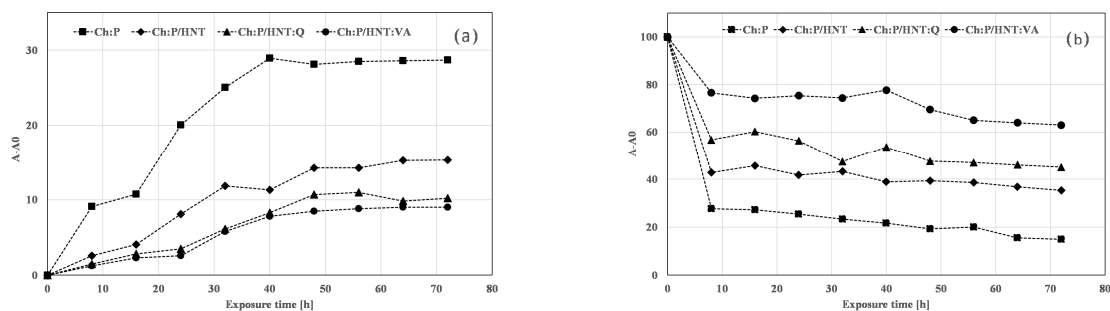 Ch:P Ch:P/HNT Ch:P/HNT:Q Ch:P/HNT:VA (a)
30
20
10
0
A-A0
0 10 20 30 40 50 60 70 80
Exposure time [h]
Ch:P Ch:P/HNT Ch:P/HNT:Q Ch:P/HNT:VA (b)
100
80
60
40
20
0
A-A0
0 10 20 30 40 50 60 70 80
Exposure time [h]